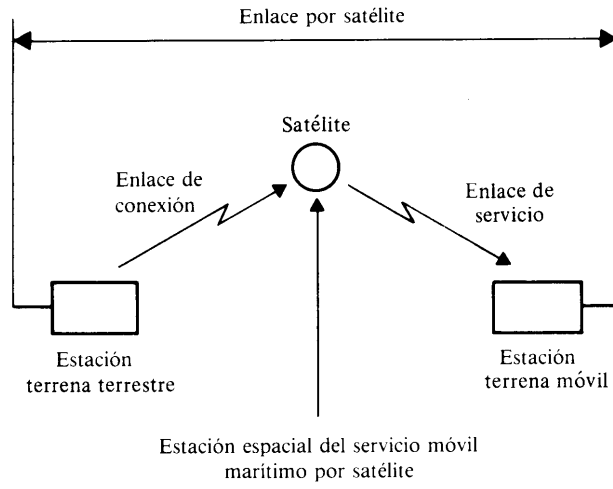 Enlace por satélite
Satélite
Enlace de
conexión
Enlace de
servicio
Estación
terrena terrestre
Estación
terrena móvil
Estación espacial del servicio móvil
marítimo por satélite